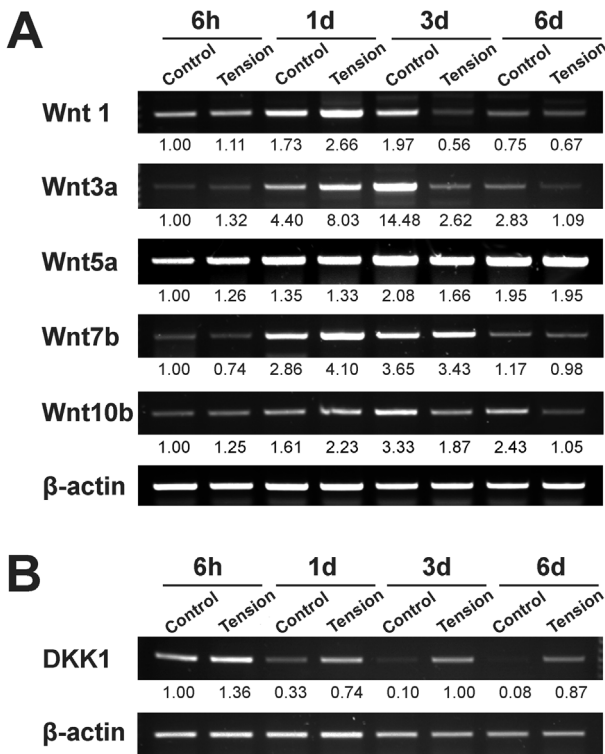 A
6h 1d 3d 6d
Control Tension Control Tension Control Tension Control Tension
Wnt 1
1.00 1.11 1.73 2.66 1.97 0.56 0.75 0.67
Wnt3a
1.00 1.32 4.40 8.03 14.48 2.62 2.83 1.09
Wnt5a
1.00 1.26 1.35 1.33 2.08 1.66 1.95 1.95
Wnt7b
1.00 0.74 2.86 4.10 3.65 3.43 1.17 0.98
Wnt10b
1.00 1.25 1.61 2.23 3.33 1.87 2.43 1.05
β-actin
B
6h 1d 3d 6d
Control Tension Control Tension Control Tension Control Tension
DKK1
1.00 1.36 0.33 0.74 0.10 1.00 0.08 0.87
β-actin